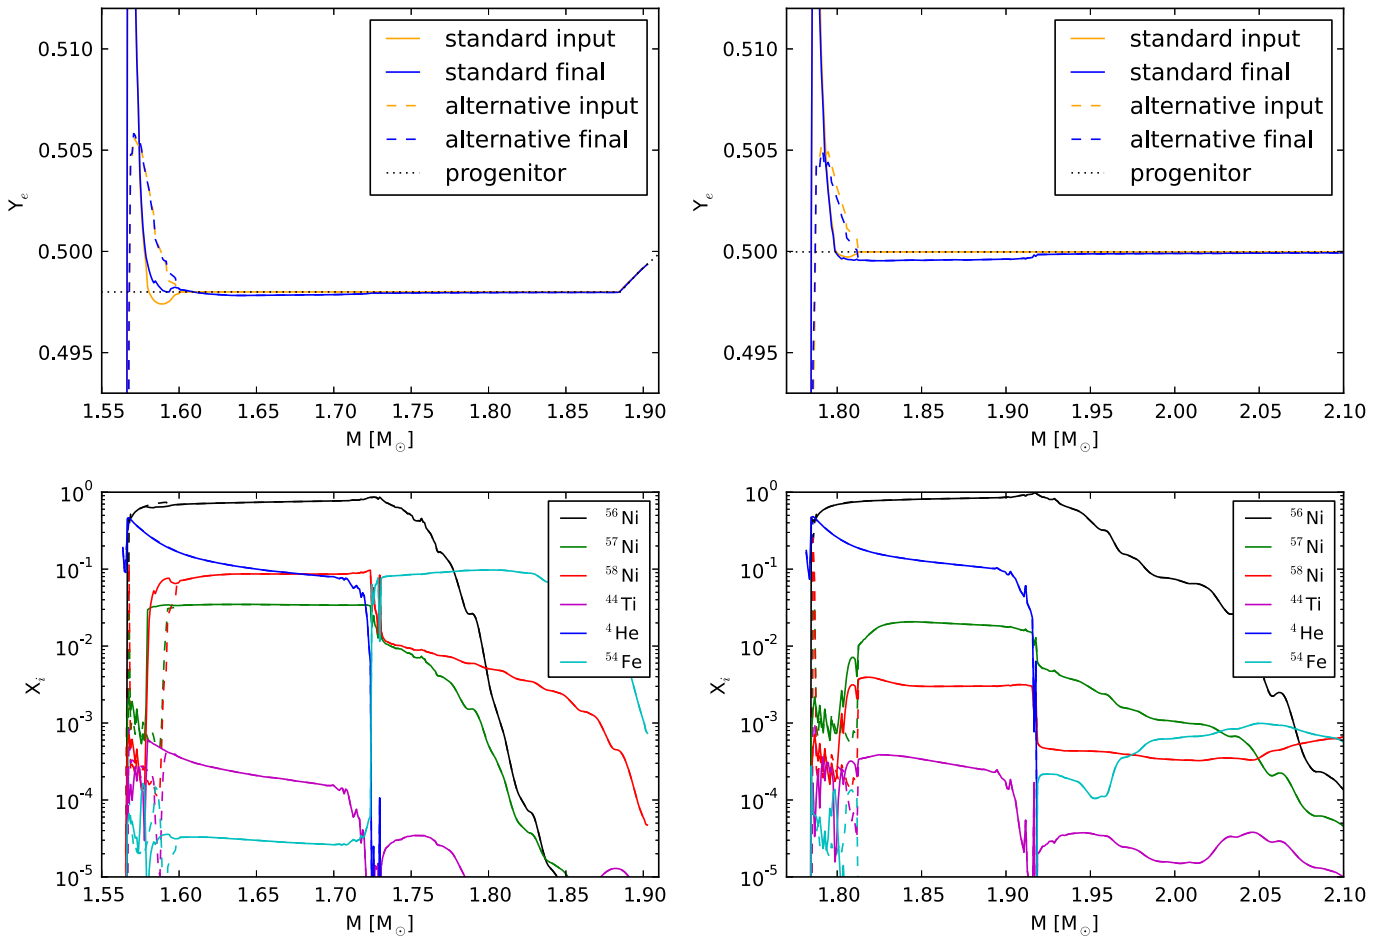 0.510
0.505
0.500
0.495
Y_e
standard input
standard final
alternative input
alternative final
progenitor
1.55 1.60 1.65 1.70 1.75 1.80 1.85 1.90
M [M_⊙]
0.510
0.505
0.500
0.495
Y_e
standard input
standard final
alternative input
alternative final
progenitor
1.80 1.85 1.90 1.95 2.00 2.05 2.10
M [M_⊙]
10^0
10^-1
10^-2
10^-3
10^-4
10^-5
X_i
^56Ni
^57Ni
^58Ni
^44Ti
^4He
^54Fe
1.55 1.60 1.65 1.70 1.75 1.80 1.85 1.90
M [M_⊙]
10^0
10^-1
10^-2
10^-3
10^-4
10^-5
X_i
^56Ni
^57Ni
^58Ni
^44Ti
^4He
^54Fe
1.80 1.85 1.90 1.95 2.00 2.05 2.10
M [M_⊙]